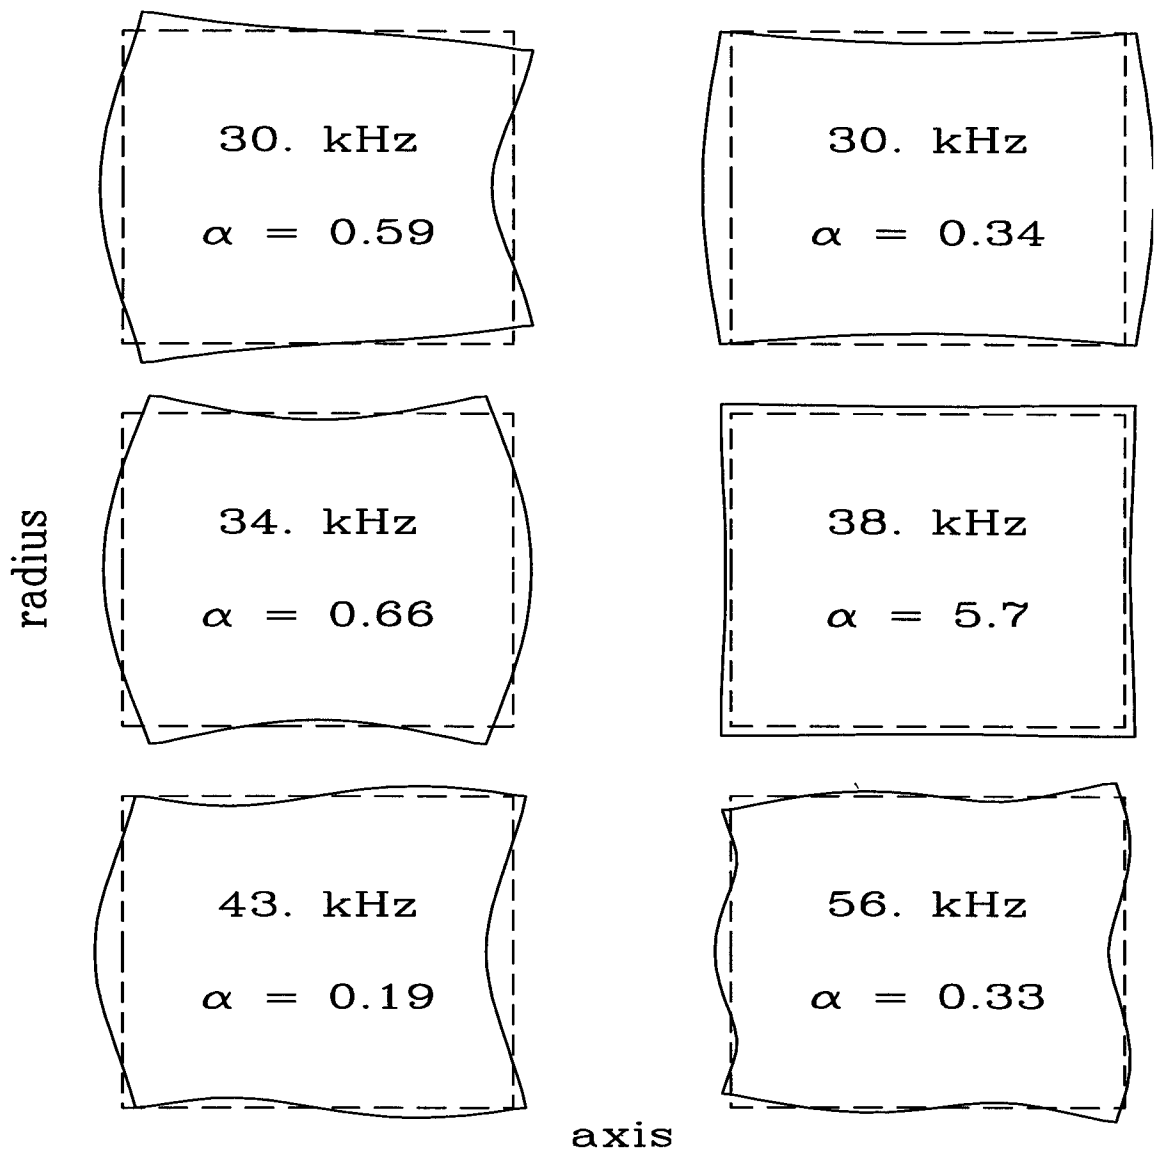 30. kHz
α = 0.59
30. kHz
α = 0.34
34. kHz
α = 0.66
38. kHz
α = 5.7
43. kHz
α = 0.19
56. kHz
α = 0.33
radius
axis